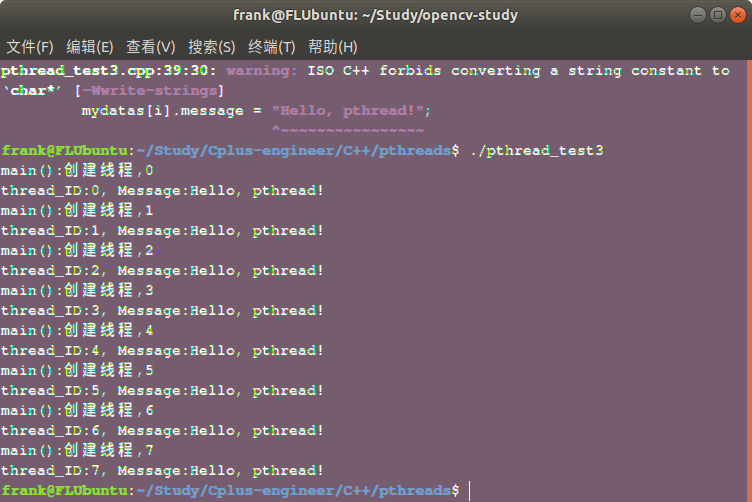 frank@FLUbuntu: ~/Study/opencv-study
文件(F) 编辑(E) 查看(V) 搜索(S) 终端(T) 帮助(H)
pthread_test3.cpp:39:30: warning: ISO C++ forbids converting a string constant to
‘char*’ [-Wwrite-strings]
mydatas[i].message = "Hello, pthread!";
^~~~~~~~~~~~~~~~~
frank@FLUbuntu:~/Study/Cplus-engineer/C++/pthreads$ ./pthread_test3
main():创建线程,0
thread_ID:0, Message:Hello, pthread!
main():创建线程,1
thread_ID:1, Message:Hello, pthread!
main():创建线程,2
thread_ID:2, Message:Hello, pthread!
main():创建线程,3
thread_ID:3, Message:Hello, pthread!
main():创建线程,4
thread_ID:4, Message:Hello, pthread!
main():创建线程,5
thread_ID:5, Message:Hello, pthread!
main():创建线程,6
thread_ID:6, Message:Hello, pthread!
main():创建线程,7
thread_ID:7, Message:Hello, pthread!
frank@FLUbuntu:~/Study/Cplus-engineer/C++/pthreads$